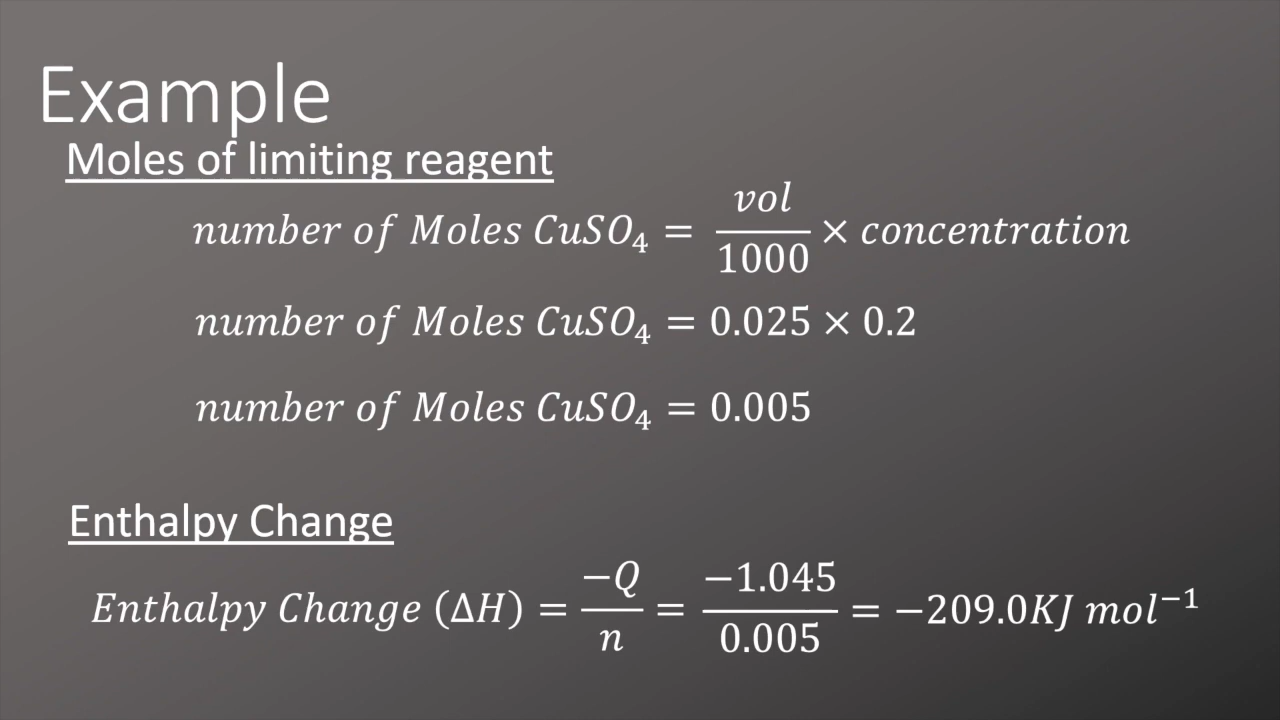 Example
Moles of limiting reagent
number of Moles CuSO₄ = vol/1000 × concentration
number of Moles CuSO₄ = 0.025 × 0.2
number of Moles CuSO₄ = 0.005
Enthalpy Change
Enthalpy Change (ΔH) = −Q/n = −1.045/0.005 = −209.0KJ mol⁻¹